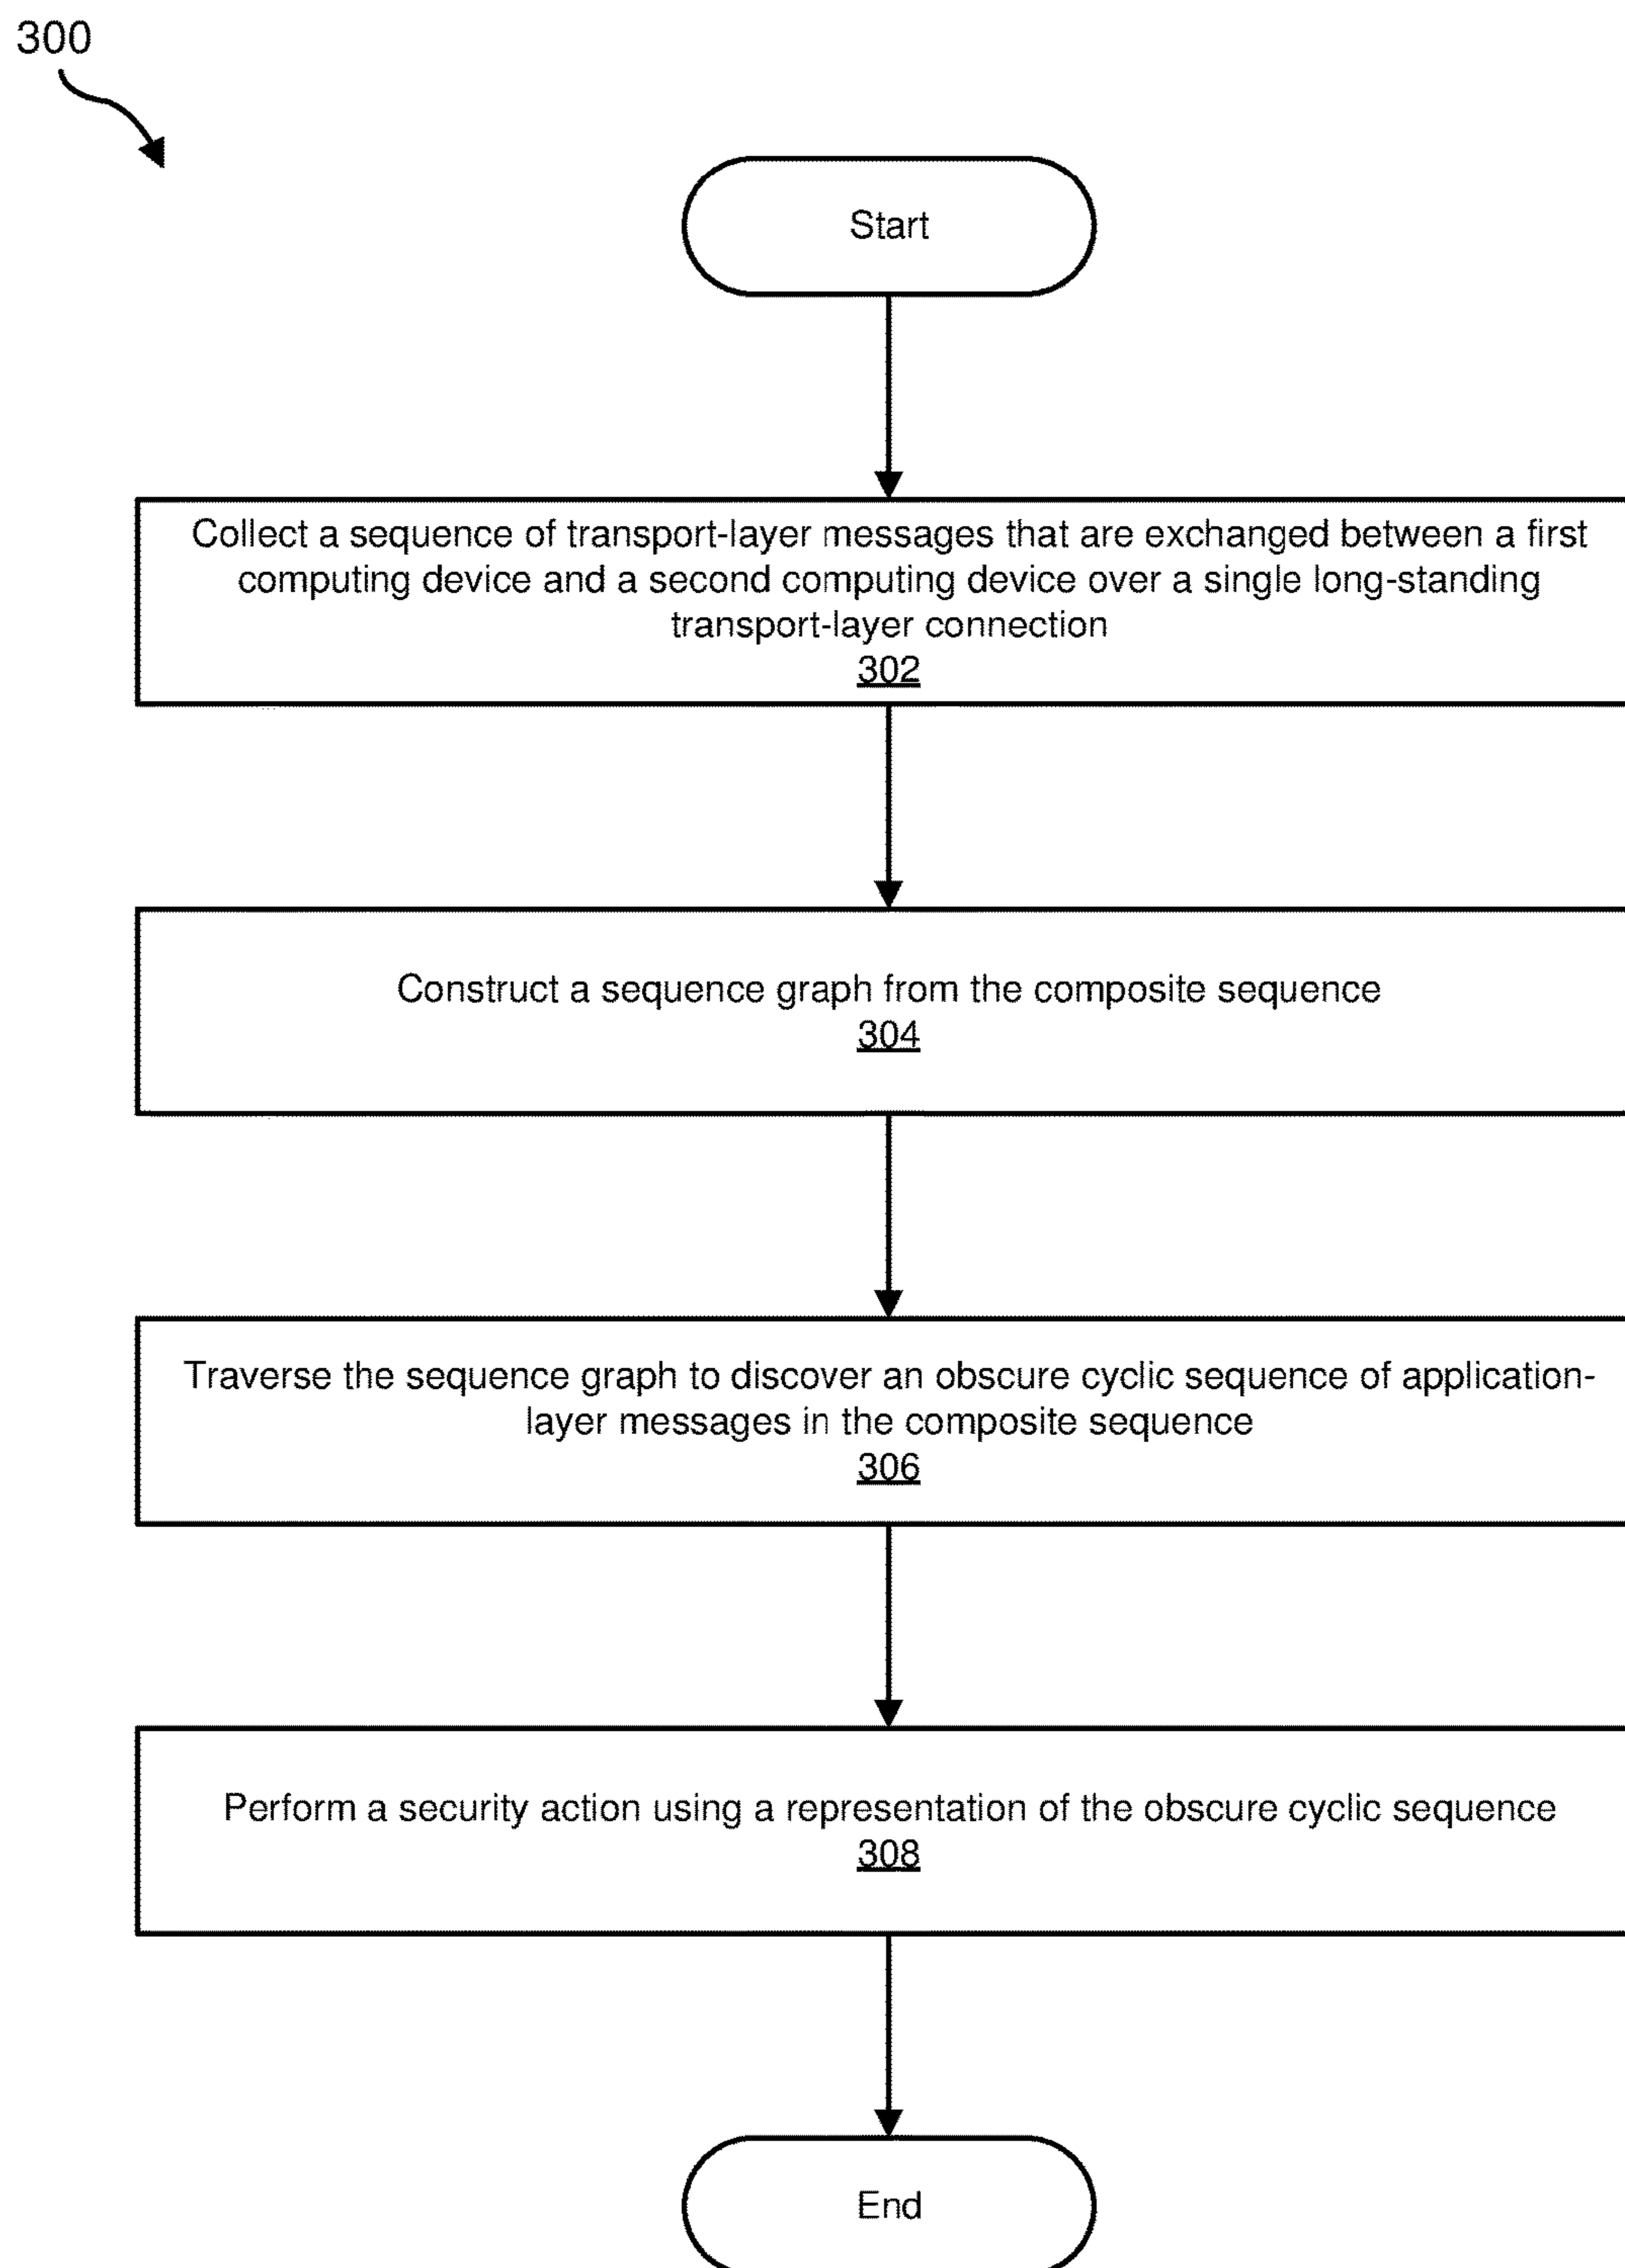 300
Start
Collect a sequence of transport-layer messages that are exchanged between a first
computing device and a second computing device over a single long-standing
transport-layer connection
302
Construct a sequence graph from the composite sequence
304
Traverse the sequence graph to discover an obscure cyclic sequence of application-
layer messages in the composite sequence
306
Perform a security action using a representation of the obscure cyclic sequence
308
End